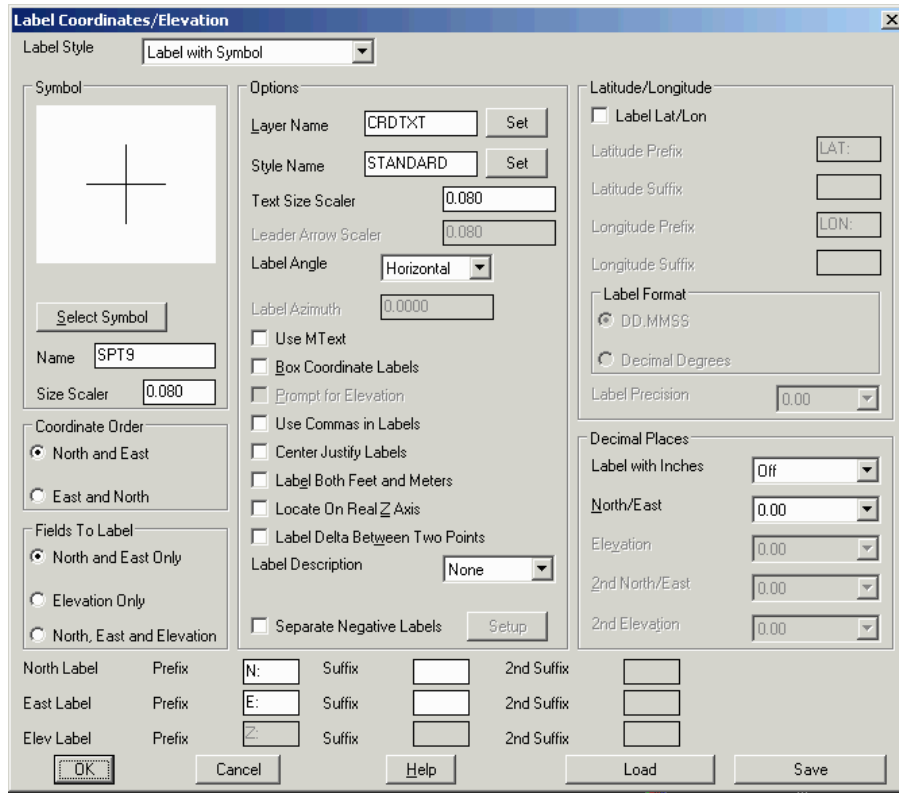 Label Coordinates/Elevation
Label Style Label with Symbol
Symbol
Select Symbol
Name SPT9
Size Scaler 0.080
Coordinate Order
North and East
East and North
Fields To Label
North and East Only
Elevation Only
North, East and Elevation
Options
Layer Name CRDTXT Set
Style Name STANDARD Set
Text Size Scaler 0.080
Leader Arrow Scaler 0.080
Label Angle Horizontal
Label Azimuth 0.0000
Use MText
Box Coordinate Labels
Prompt for Elevation
Use Commas in Labels
Center Justify Labels
Label Both Feet and Meters
Locate On Real Z Axis
Label Delta Between Two Points
Label Description None
Separate Negative Labels Setup
Latitude/Longitude
Label Lat/Lon
Latitude Prefix LAT:
Latitude Suffix
Longitude Prefix LON:
Longitude Suffix
Label Format
DD.MMSS
Decimal Degrees
Label Precision 0.00
Decimal Places
Label with Inches Off
North/East 0.00
Elevation 0.00
2nd North/East 0.00
2nd Elevation 0.00
North Label Prefix N: Suffix 2nd Suffix
East Label Prefix E: Suffix 2nd Suffix
Elev Label Prefix Z: Suffix 2nd Suffix
OK Cancel Help Load Save